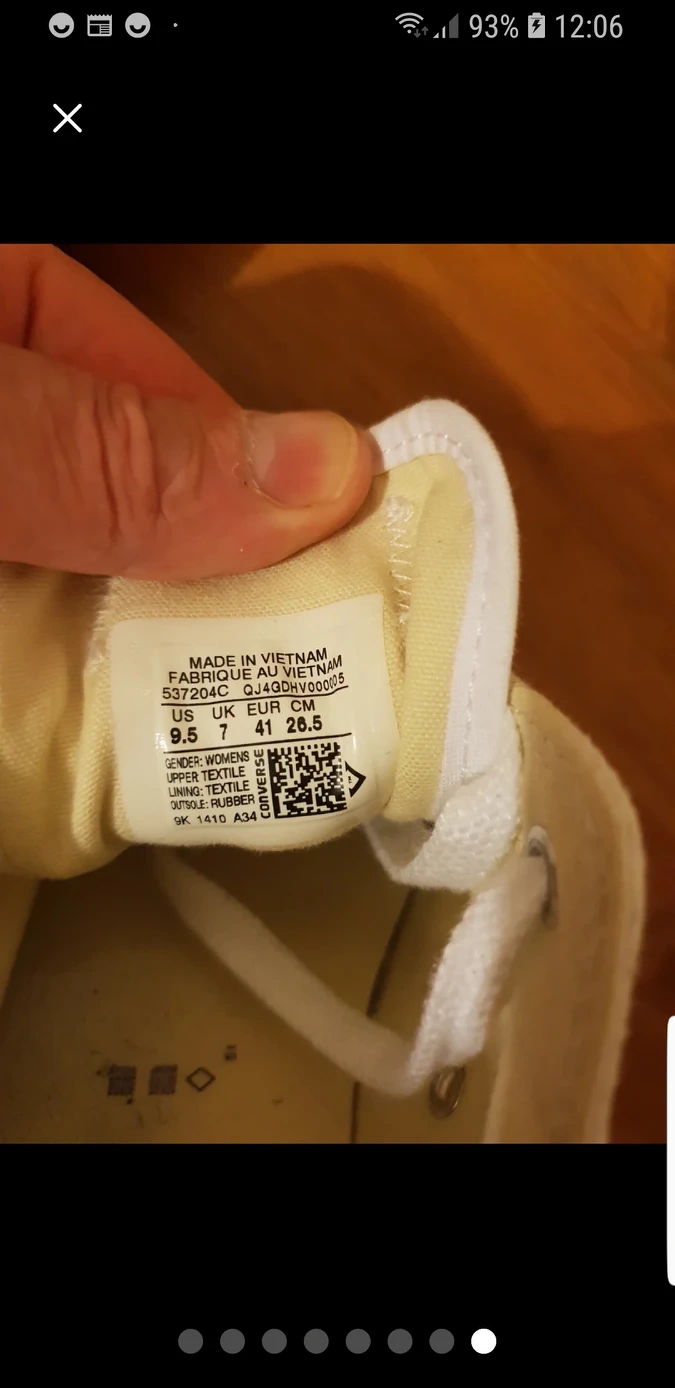 93% 12:06
MADE IN VIETNAM
FABRIQUE AU VIETNAM
537204C QJ4GDHV000005
US UK EUR CM
9.5 7 41 26.5
GENDER: WOMENS
UPPER TEXTILE
LINING: TEXTILE
OUTSOLE: RUBBER
9K 1410 A34
CONVERSE